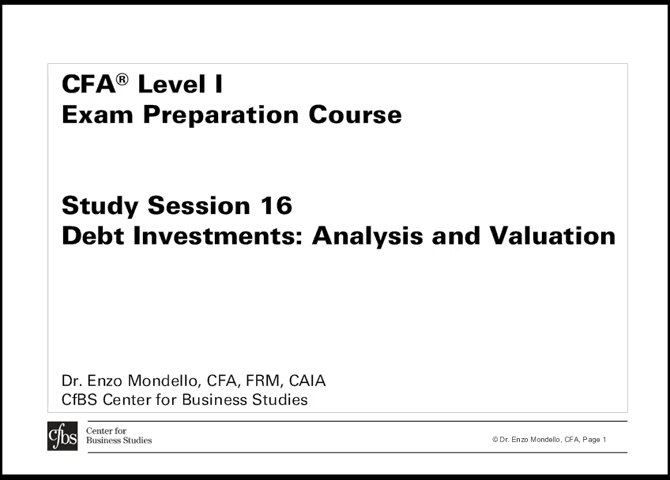 CFA® Level I
Exam Preparation Course
Study Session 16
Debt Investments: Analysis and Valuation
Dr. Enzo Mondello, CFA, FRM, CAIA
CfBS Center for Business Studies
cfbs
Center for
Business Studies
© Dr. Enzo Mondello, CFA, Page 1